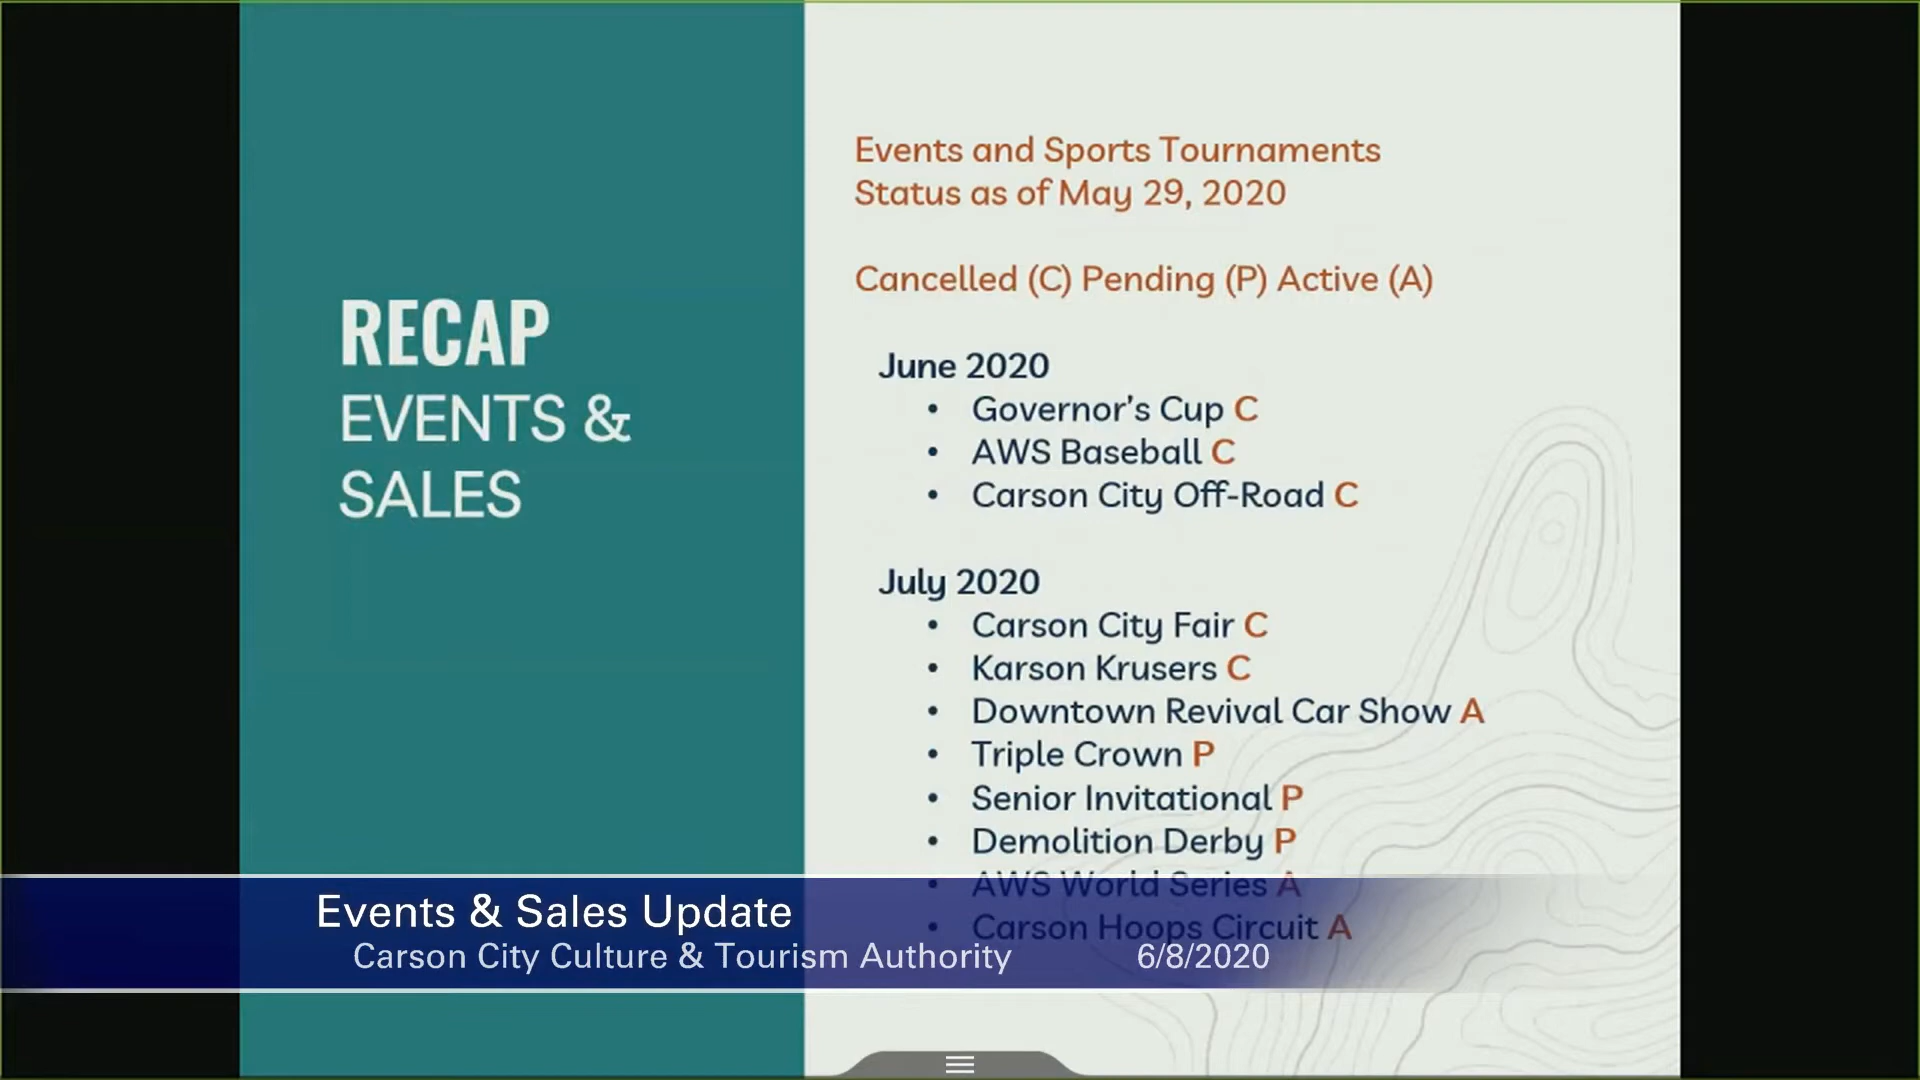 RECAP
EVENTS &
SALES
Events and Sports Tournaments
Status as of May 29, 2020
Cancelled (C) Pending (P) Active (A)
June 2020
• Governor's Cup C
• AWS Baseball C
• Carson City Off-Road C
July 2020
• Carson City Fair C
• Karson Krusers C
• Downtown Revival Car Show A
• Triple Crown P
• Senior Invitational P
• Demolition Derby P
• AWS World Series A
• Carson Hoops Circuit A
Events & Sales Update
Carson City Culture & Tourism Authority 6/8/2020